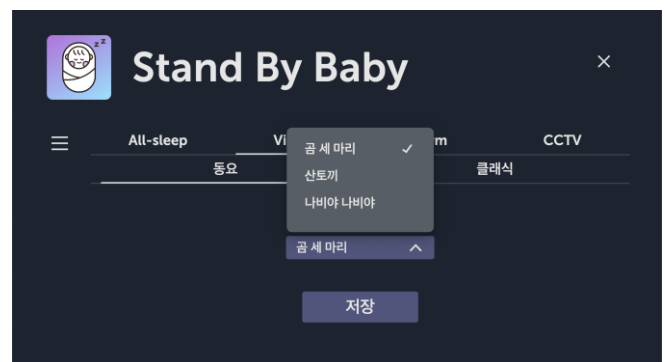 Stand By Baby
All-sleep Vi m CCTV
동요 클래식
곰 세 마리
산토끼
나비야 나비야
곰 세 마리
저장